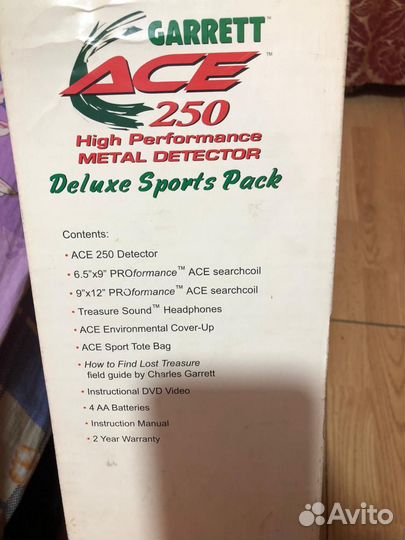 GARRETT™
ACE™
250
High Performance
METAL DETECTOR
Deluxe Sports Pack
Contents:
• ACE 250 Detector
• 6.5"x9" PROformance™ ACE searchcoil
• 9"x12" PROformance™ ACE searchcoil
• Treasure Sound™ Headphones
• ACE Environmental Cover-Up
• ACE Sport Tote Bag
• How to Find Lost Treasure
field guide by Charles Garrett
• Instructional DVD Video
• 4 AA Batteries
• Instruction Manual
• 2 Year Warranty
Avito